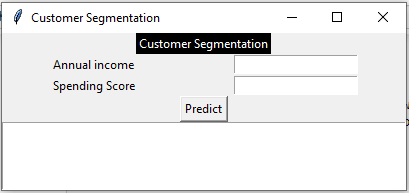 Customer Segmentation
Customer Segmentation
Annual income
Spending Score
Predict